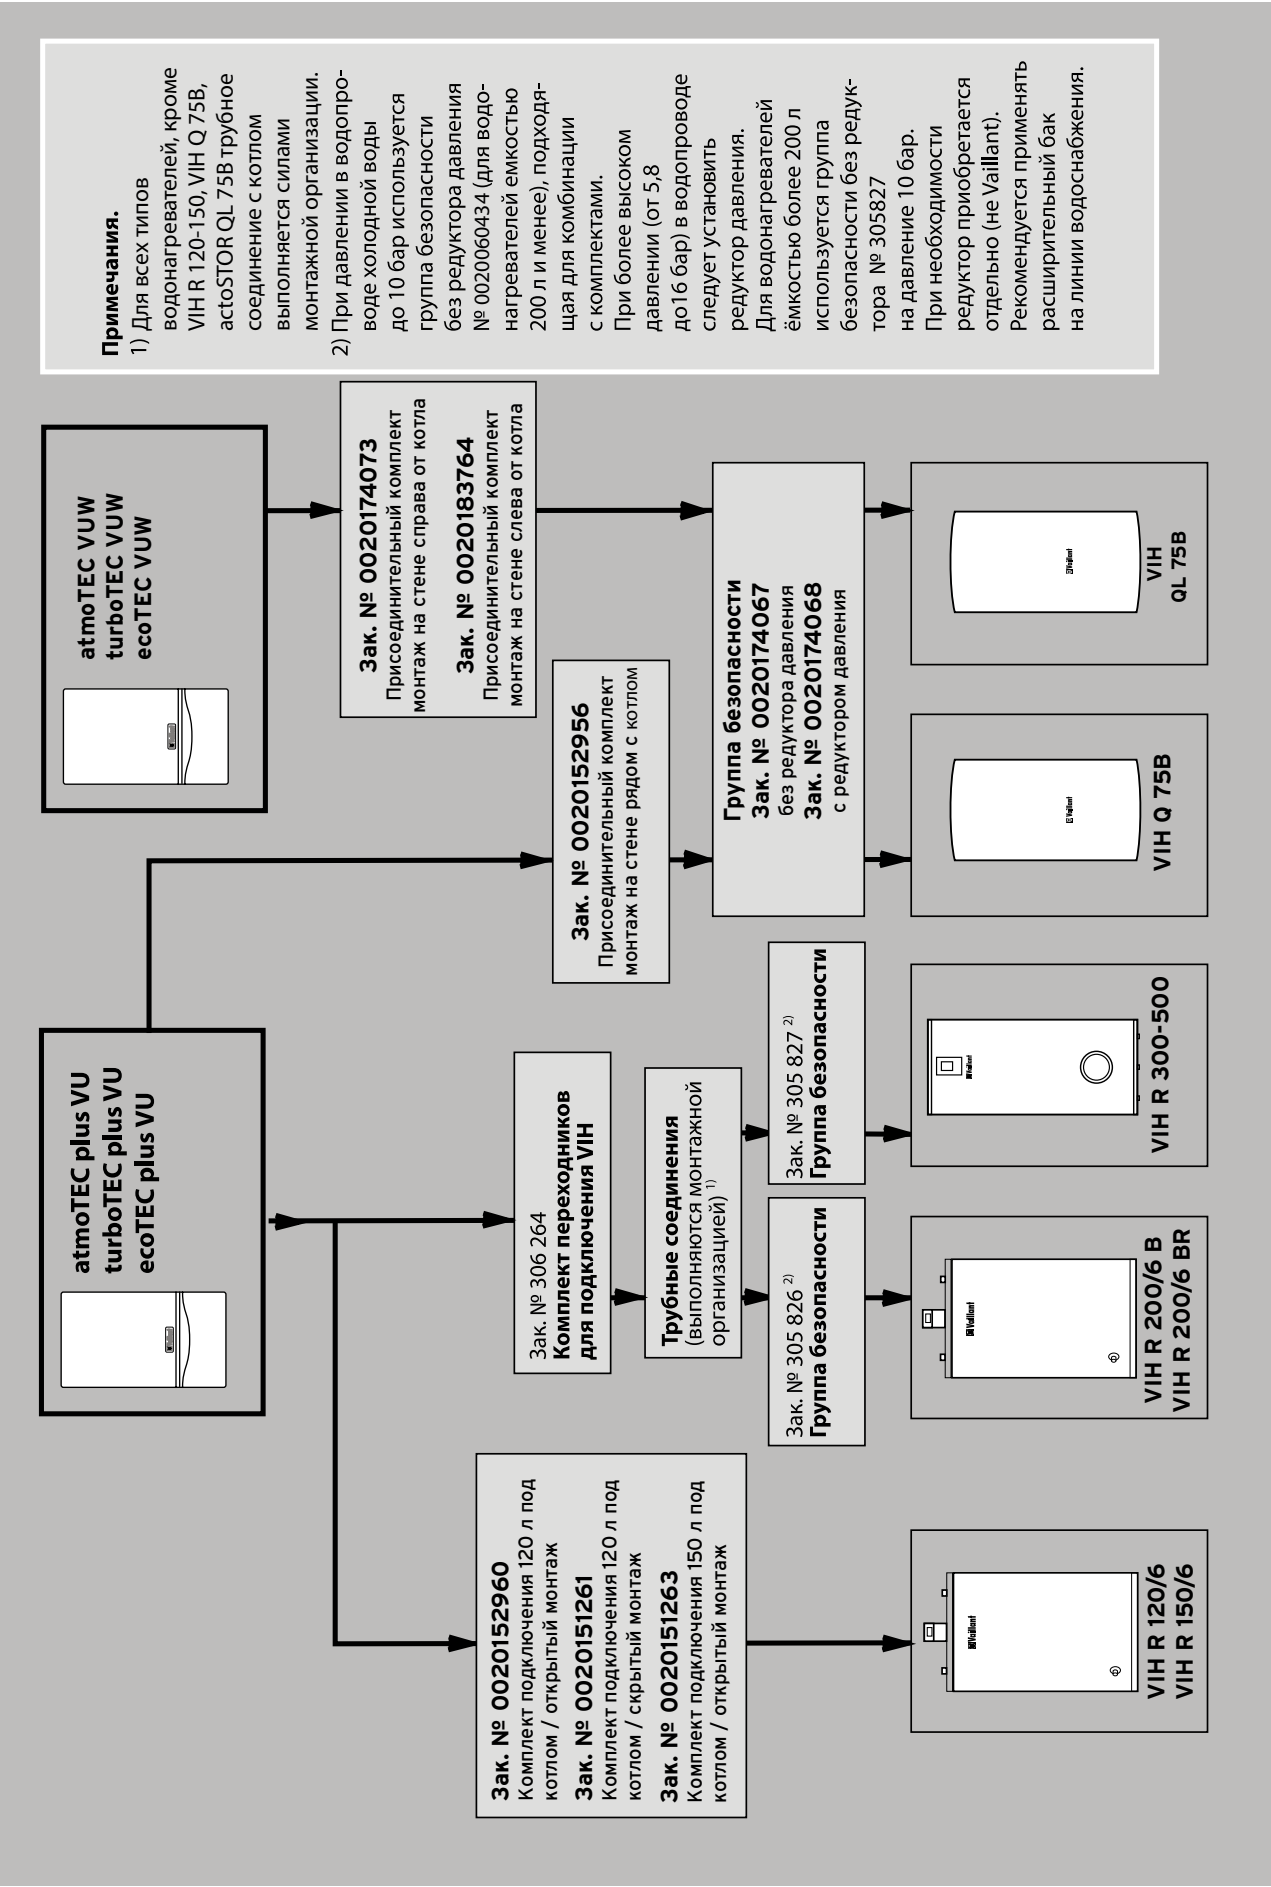 atmoTEC plus VU
turboTEC plus VU
ecoTEC plus VU
atmoTEC VUW
turboTEC VUW
ecoTEC VUW
Зак. № 0020152960
Комплект подключения 120 л под
котлом / открытый монтаж
Зак. № 0020151261
Комплект подключения 120 л под
котлом / скрытый монтаж
Зак. № 0020151263
Комплект подключения 150 л под
котлом / открытый монтаж
Зак. № 306 264
Комплект переходников
для подключения VIH
Трубные соединения
(выполняются монтажной
организацией) 1)
Зак. № 305 826 2)
Группа безопасности
Зак. № 305 827 2)
Группа безопасности
Зак. № 0020152956
Присоединительный комплект
монтаж на стене рядом с котлом
Зак. № 0020174073
Присоединительный комплект
монтаж на стене справа от котла
Зак. № 0020183764
Присоединительный комплект
монтаж на стене слева от котла
Группа безопасности
Зак. № 0020174067
без редуктора давления
Зак. № 0020174068
с редуктором давления
Vaillant
VIH R 120/6
VIH R 150/6
Vaillant
VIH R 200/6 B
VIH R 200/6 BR
Vaillant
VIH R 300-500
Vaillant
VIH Q 75B
Vaillant
VIH
QL 75B
Примечания.
1) Для всех типов
водонагревателей, кроме
VIH R 120-150, VIH Q 75B,
actoSTOR QL 75B трубное
соединение с котлом
выполняется силами
монтажной организации.
2) При давлении в водопро-
воде холодной воды
до 10 бар используется
группа безопасности
без редуктора давления
№ 0020060434 (для водо-
нагревателей емкостью
200 л и менее), подходя-
щая для комбинации
с комплектами.
При более высоком
давлении (от 5,8
до16 бар) в водопроводе
следует установить
редуктор давления.
Для водонагревателей
ёмкостью более 200 л
используется группа
безопасности без редук-
тора № 305827
на давление 10 бар.
При необходимости
редуктор приобретается
отдельно (не Vaillant).
Рекомендуется применять
расширительный бак
на линии водоснабжения.